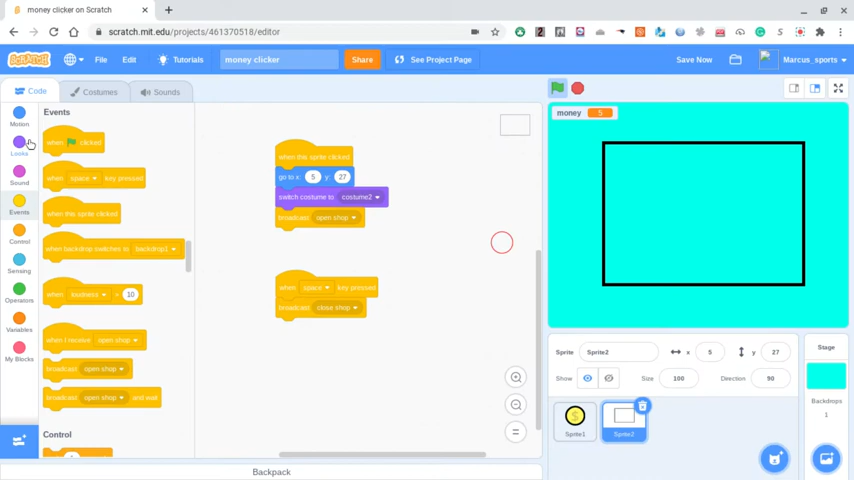 money clicker on Scratch
scratch.mit.edu/projects/461370518/editor
SCRATCH File Edit Tutorials money clicker Share See Project Page Save Now Marcus_sports
Code Costumes Sounds
Motion
Looks
Sound
Events
Control
Sensing
Operators
Variables
My Blocks
Events
when clicked
when space key pressed
when this sprite clicked
when backdrop switches to backdrop1
when loudness > 10
when I receive open shop
broadcast open shop
broadcast open shop and wait
Control
when this sprite clicked
go to x: 5 y: 27
switch costume to costume2
broadcast open shop
when space key pressed
broadcast close shop
money 5
Sprite Sprite2 x 5 y 27
Show Size 100 Direction 90
Sprite1 Sprite2
Stage
Backdrops
1
Backpack